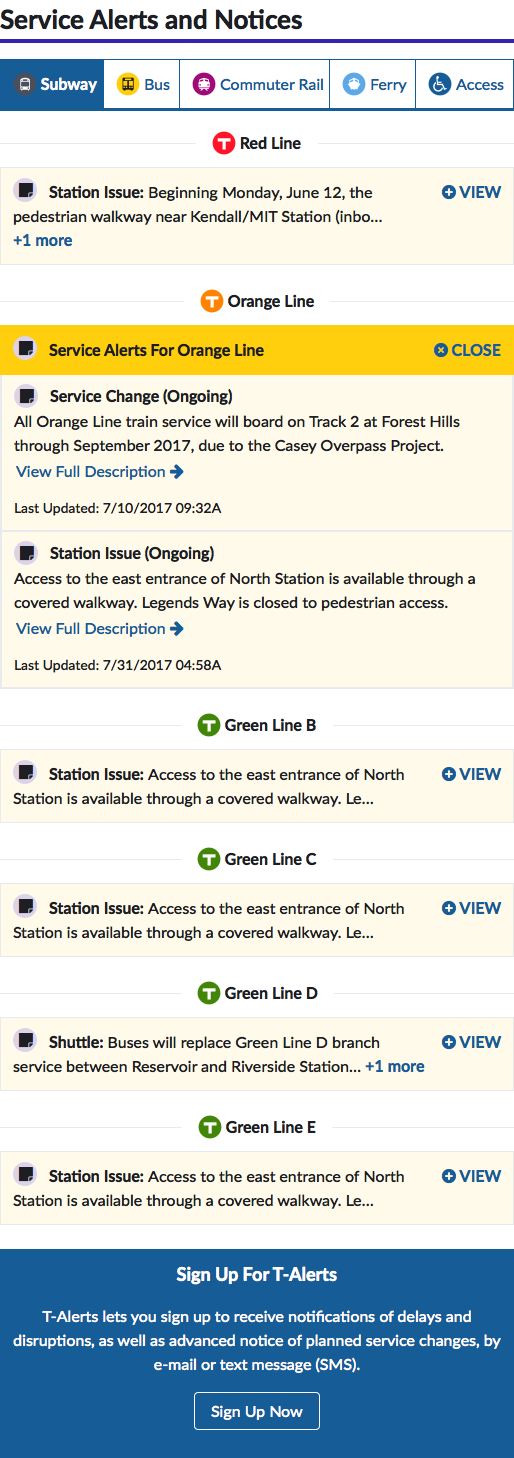 Service Alerts and Notices
Subway Bus Commuter Rail Ferry Access
T Red Line
Station Issue: Beginning Monday, June 12, the VIEW
pedestrian walkway near Kendall/MIT Station (inbo...
+1 more
T Orange Line
Service Alerts For Orange Line CLOSE
Service Change (Ongoing)
All Orange Line train service will board on Track 2 at Forest Hills
through September 2017, due to the Casey Overpass Project.
View Full Description
Last Updated: 7/10/2017 09:32A
Station Issue (Ongoing)
Access to the east entrance of North Station is available through a
covered walkway. Legends Way is closed to pedestrian access.
View Full Description
Last Updated: 7/31/2017 04:58A
T Green Line B
Station Issue: Access to the east entrance of North VIEW
Station is available through a covered walkway. Le...
T Green Line C
Station Issue: Access to the east entrance of North VIEW
Station is available through a covered walkway. Le...
T Green Line D
Shuttle: Buses will replace Green Line D branch VIEW
service between Reservoir and Riverside Station... +1 more
T Green Line E
Station Issue: Access to the east entrance of North VIEW
Station is available through a covered walkway. Le...
Sign Up For T-Alerts
T-Alerts lets you sign up to receive notifications of delays and
disruptions, as well as advanced notice of planned service changes, by
e-mail or text message (SMS).
Sign Up Now